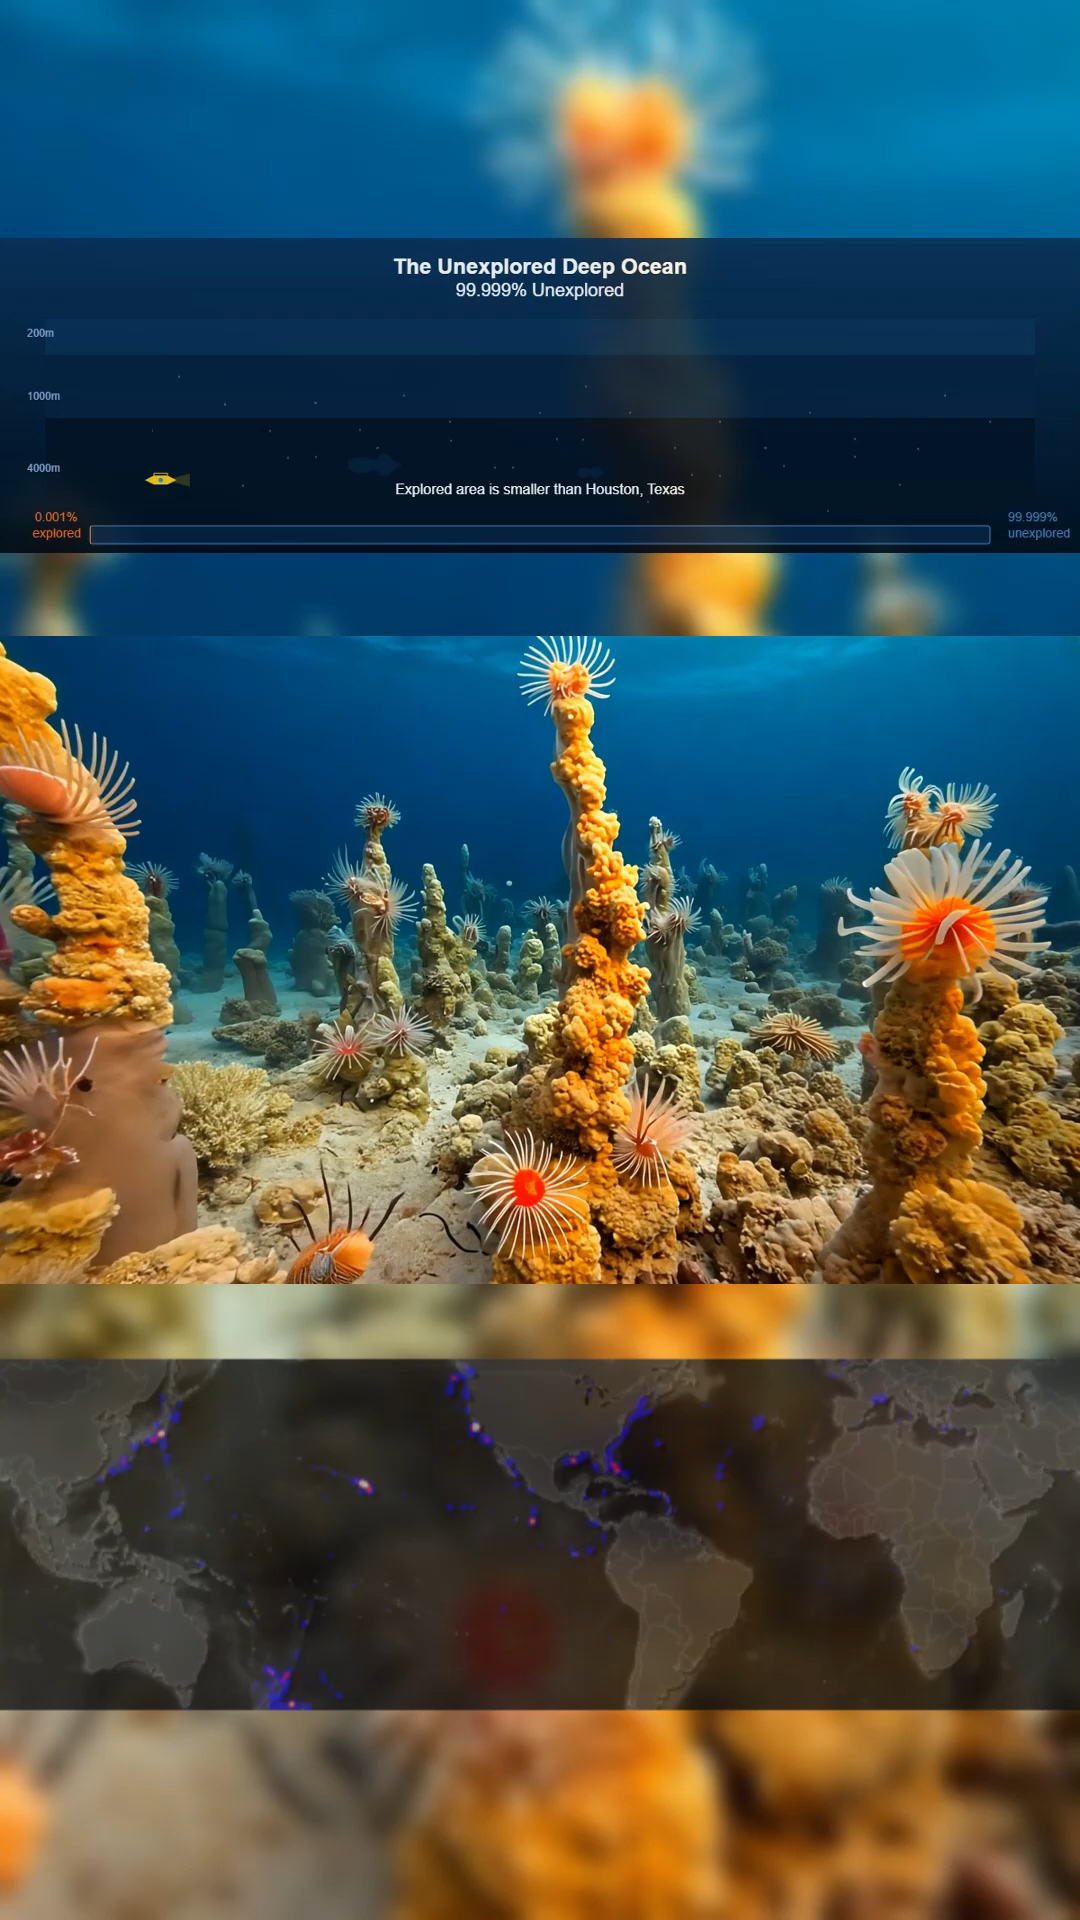 The Unexplored Deep Ocean
99.999% Unexplored
200m
1000m
4000m
Explored area is smaller than Houston, Texas
0.001%
explored
99.999%
unexplored